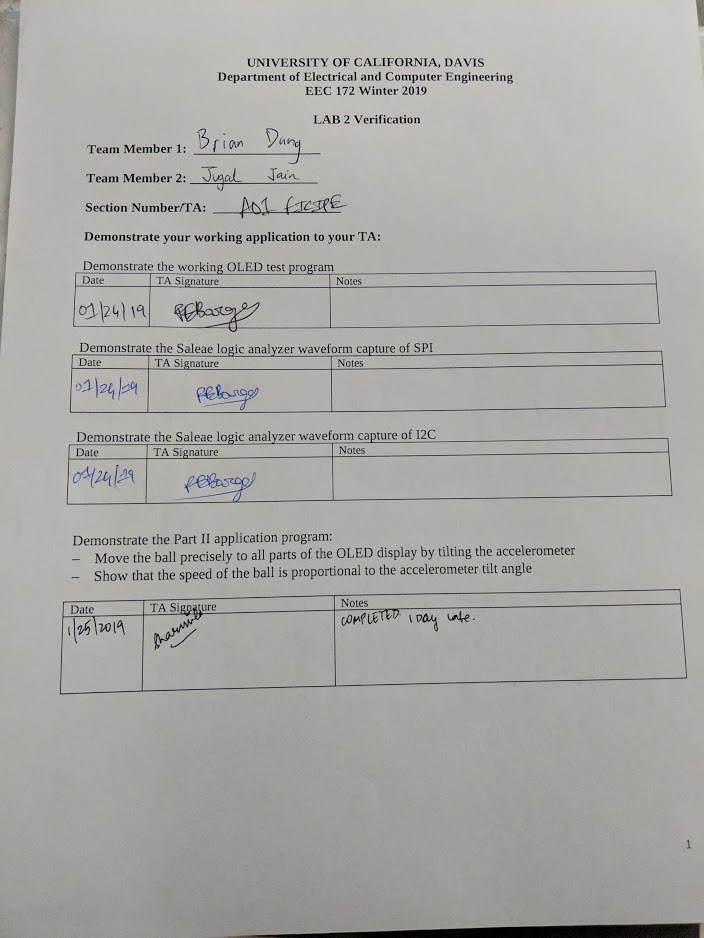 UNIVERSITY OF CALIFORNIA, DAVIS
Department of Electrical and Computer Engineering
EEC 172 Winter 2019
LAB 2 Verification
Team Member 1: Brian Dang
Team Member 2: Jugal Jain
Section Number/TA: A01
Demonstrate your working application to your TA:
Demonstrate the working OLED test program
Date TA Signature Notes
01/24/19
Demonstrate the Saleae logic analyzer waveform capture of SPI
Date TA Signature Notes
01/24/19
Demonstrate the Saleae logic analyzer waveform capture of I2C
Date TA Signature Notes
01/24/19
Demonstrate the Part II application program:
– Move the ball precisely to all parts of the OLED display by tilting the accelerometer
– Show that the speed of the ball is proportional to the accelerometer tilt angle
Date TA Signature Notes
1/25/2019 COMPLETED. 1 Day late.
1